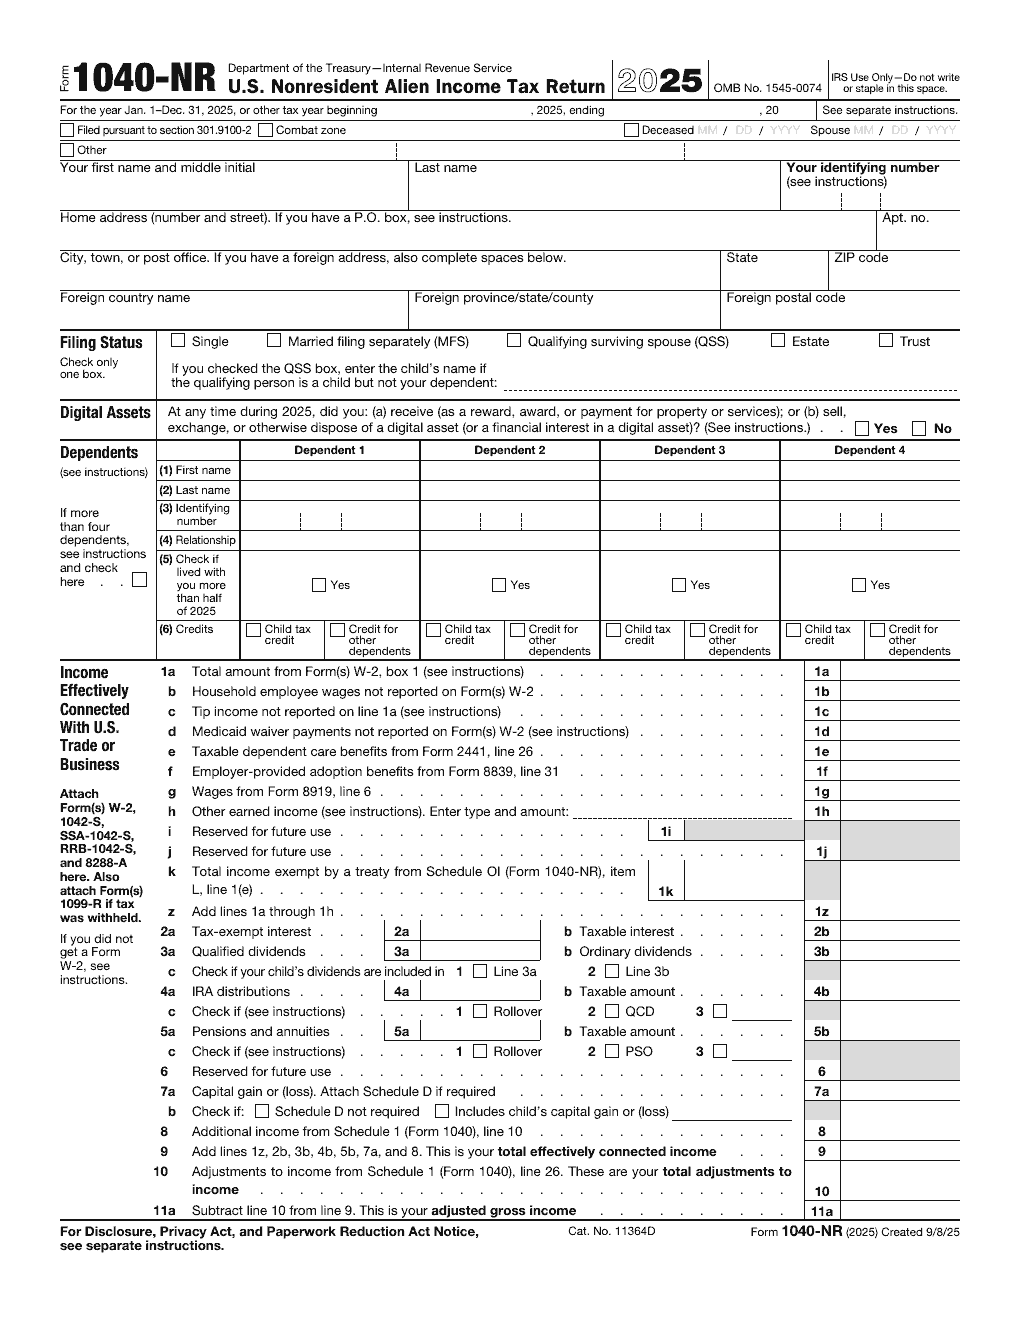 Form 1040-NR Department of the Treasury—Internal Revenue Service
U.S. Nonresident Alien Income Tax Return 2025 OMB No. 1545-0074 IRS Use Only—Do not write or staple in this space.
For the year Jan. 1–Dec. 31, 2025, or other tax year beginning , 2025, ending , 20 See separate instructions.
Filed pursuant to section 301.9100-2 Combat zone Deceased MM / DD / YYYY Spouse MM / DD / YYYY
Other
Your first name and middle initial Last name Your identifying number
(see instructions)
Home address (number and street). If you have a P.O. box, see instructions. Apt. no.
City, town, or post office. If you have a foreign address, also complete spaces below. State ZIP code
Foreign country name Foreign province/state/county Foreign postal code
Filing Status
Check only
one box.
Single Married filing separately (MFS) Qualifying surviving spouse (QSS) Estate Trust
If you checked the QSS box, enter the child's name if
the qualifying person is a child but not your dependent:
Digital Assets At any time during 2025, did you: (a) receive (as a reward, award, or payment for property or services); or (b) sell,
exchange, or otherwise dispose of a digital asset (or a financial interest in a digital asset)? (See instructions.) . . Yes No
Dependents
(see instructions)
If more
than four
dependents,
see instructions
and check
here . .
Dependent 1 Dependent 2 Dependent 3 Dependent 4
(1) First name
(2) Last name
(3) Identifying
number
(4) Relationship
(5) Check if
lived with
you more
than half
of 2025
Yes Yes Yes Yes
(6) Credits Child tax credit Credit for other dependents Child tax credit Credit for other dependents Child tax credit Credit for other dependents Child tax credit Credit for other dependents
Income
Effectively
Connected
With U.S.
Trade or
Business
Attach
Form(s) W-2,
1042-S,
SSA-1042-S,
RRB-1042-S,
and 8288-A
here. Also
attach Form(s)
1099-R if tax
was withheld.
If you did not
get a Form
W-2, see
instructions.
1a Total amount from Form(s) W-2, box 1 (see instructions) . . . . . . . . . . . . . 1a
b Household employee wages not reported on Form(s) W-2 . . . . . . . . . . . . . 1b
c Tip income not reported on line 1a (see instructions) . . . . . . . . . . . . . . 1c
d Medicaid waiver payments not reported on Form(s) W-2 (see instructions) . . . . . . . . 1d
e Taxable dependent care benefits from Form 2441, line 26 . . . . . . . . . . . . . 1e
f Employer-provided adoption benefits from Form 8839, line 31 . . . . . . . . . . . 1f
g Wages from Form 8919, line 6 . . . . . . . . . . . . . . . . . . . . . 1g
h Other earned income (see instructions). Enter type and amount: 1h
i Reserved for future use . . . . . . . . . . . . . . 1i
j Reserved for future use . . . . . . . . . . . . . . . . . . . . . . 1j
k Total income exempt by a treaty from Schedule OI (Form 1040-NR), item
L, line 1(e) . . . . . . . . . . . . . . . . . 1k
z Add lines 1a through 1h . . . . . . . . . . . . . . . . . . . . . . 1z
2a Tax-exempt interest . . . 2a b Taxable interest . . . . . . 2b
3a Qualified dividends . . . 3a b Ordinary dividends . . . . . 3b
c Check if your child's dividends are included in 1 Line 3a 2 Line 3b
4a IRA distributions . . . . 4a b Taxable amount . . . . . . 4b
c Check if (see instructions) . . . . . 1 Rollover 2 QCD 3
5a Pensions and annuities . . 5a b Taxable amount . . . . . . 5b
c Check if (see instructions) . . . . . 1 Rollover 2 PSO 3
6 Reserved for future use . . . . . . . . . . . . . . . . . . . . . . 6
7a Capital gain or (loss). Attach Schedule D if required . . . . . . . . . . . . . . 7a
b Check if: Schedule D not required Includes child's capital gain or (loss)
8 Additional income from Schedule 1 (Form 1040), line 10 . . . . . . . . . . . . . 8
9 Add lines 1z, 2b, 3b, 4b, 5b, 7a, and 8. This is your total effectively connected income . . . 9
10 Adjustments to income from Schedule 1 (Form 1040), line 26. These are your total adjustments to
income . . . . . . . . . . . . . . . . . . . . . . . . . 10
11a Subtract line 10 from line 9. This is your adjusted gross income . . . . . . . . . . 11a
For Disclosure, Privacy Act, and Paperwork Reduction Act Notice,
see separate instructions. Cat. No. 11364D Form 1040-NR (2025) Created 9/8/25